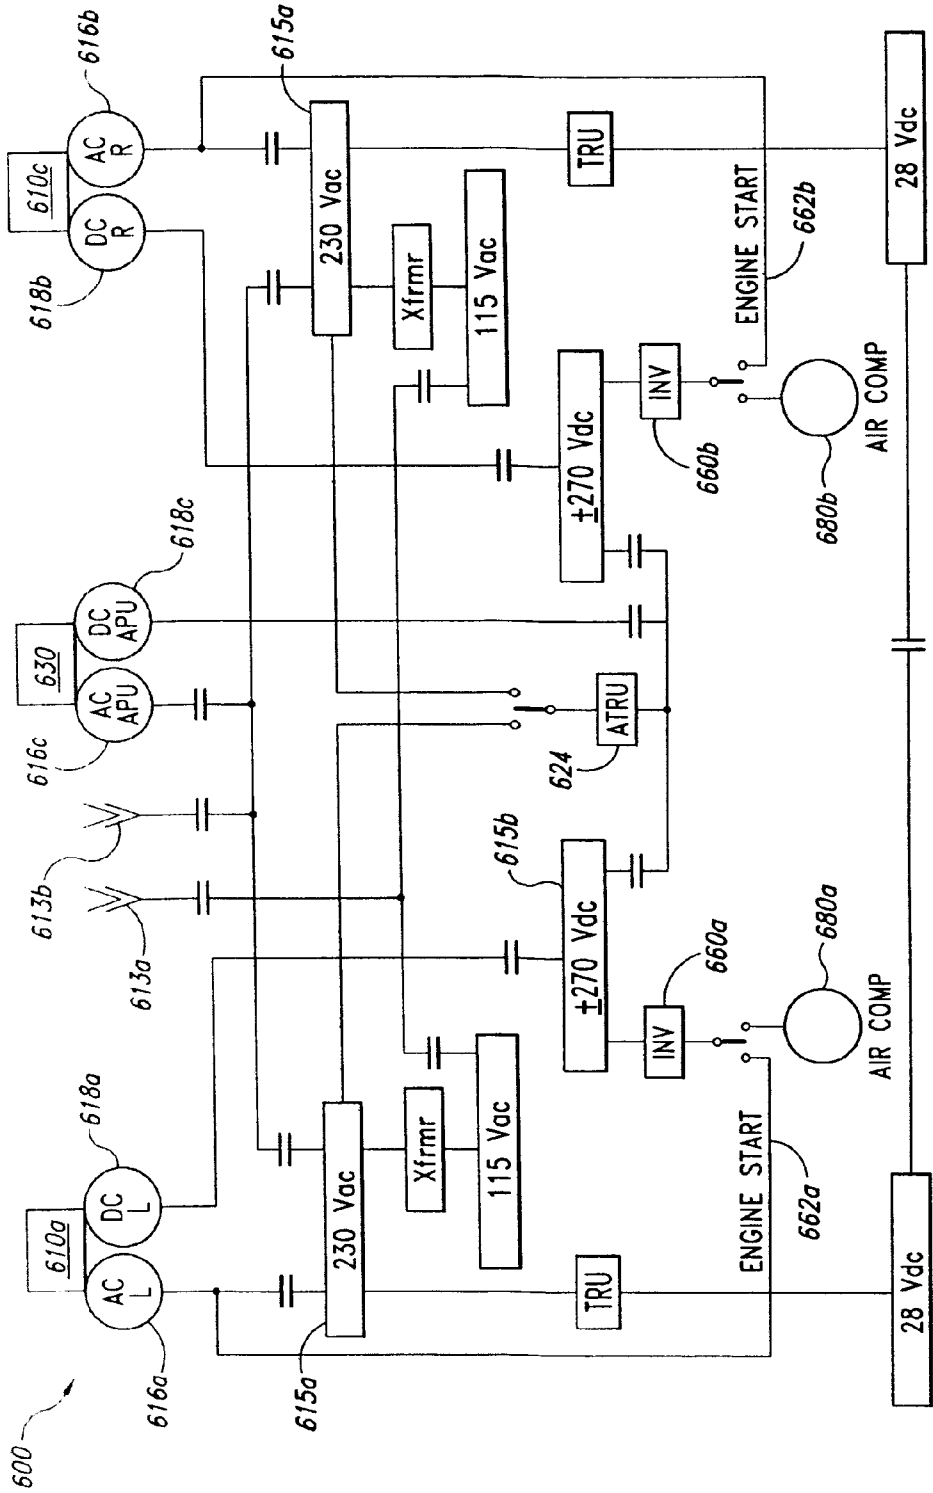 600
616a
610a
AC
L
DC
L
618a
613a
613b
616c
630
AC
APU
DC
APU
618c
618b
610c
DC
R
AC
R
616b
615a
230 Vac
Xfrmr
115 Vac
615a
230 Vac
Xfrmr
115 Vac
615b
±270 Vdc
624
ATRU
±270 Vdc
TRU
ENGINE START
662a
INV
660a
AIR COMP
680a
INV
660b
ENGINE START
662b
AIR COMP
680b
TRU
28 Vdc
28 Vdc